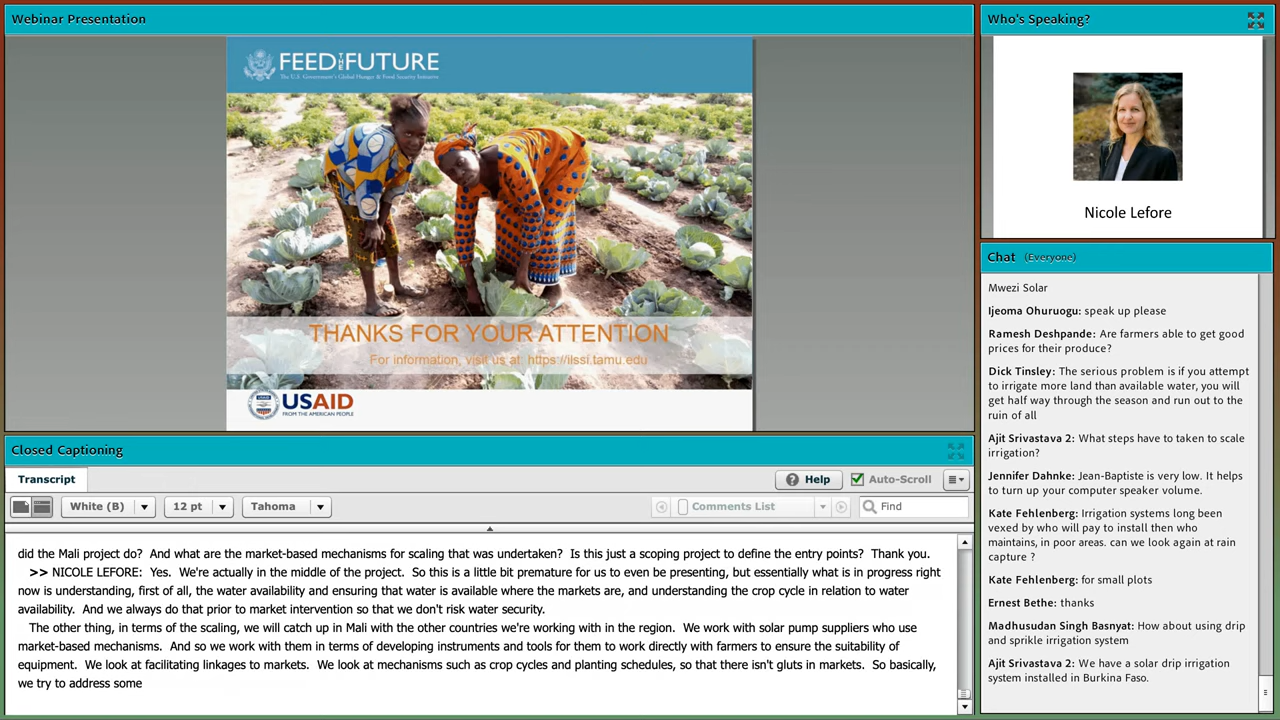 Webinar Presentation
FEED THE FUTURE
The U.S. Government's Global Hunger & Food Security Initiative
THANKS FOR YOUR ATTENTION
For information, visit us at: https://ilssi.tamu.edu
USAID
FROM THE AMERICAN PEOPLE
Closed Captioning
Transcript
Help
Auto-Scroll
White (B)
12 pt
Tahoma
Comments List
Find
did the Mali project do? And what are the market-based mechanisms for scaling that was undertaken? Is this just a scoping project to define the entry points? Thank you.
>> NICOLE LEFORE: Yes. We're actually in the middle of the project. So this is a little bit premature for us to even be presenting, but essentially what is in progress right
now is understanding, first of all, the water availability and ensuring that water is available where the markets are, and understanding the crop cycle in relation to water
availability. And we always do that prior to market intervention so that we don't risk water security.
The other thing, in terms of the scaling, we will catch up in Mali with the other countries we're working with in the region. We work with solar pump suppliers who use
market-based mechanisms. And so we work with them in terms of developing instruments and tools for them to work directly with farmers to ensure the suitability of
equipment. We look at facilitating linkages to markets. We look at mechanisms such as crop cycles and planting schedules, so that there isn't gluts in markets. So basically,
we try to address some
Who's Speaking?
Nicole Lefore
Chat (Everyone)
Mwezi Solar
Ijeoma Ohuruogu: speak up please
Ramesh Deshpande: Are farmers able to get good
prices for their produce?
Dick Tinsley: The serious problem is if you attempt
to irrigate more land than available water, you will
get half way through the season and run out to the
ruin of all
Ajit Srivastava 2: What steps have to taken to scale
irrigation?
Jennifer Dahnke: Jean-Baptiste is very low. It helps
to turn up your computer speaker volume.
Kate Fehlenberg: Irrigation systems long been
vexed by who will pay to install then who
maintains, in poor areas. can we look again at rain
capture ?
Kate Fehlenberg: for small plots
Ernest Bethe: thanks
Madhusudan Singh Basnyat: How about using drip
and sprikle irrigation system
Ajit Srivastava 2: We have a solar drip irrigation
system installed in Burkina Faso.